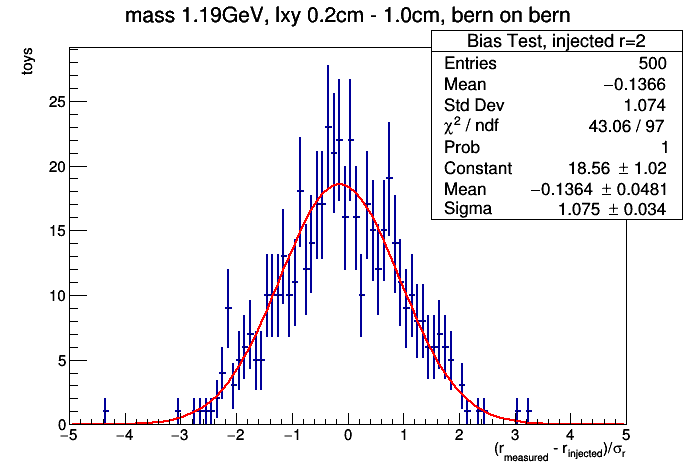 mass 1.19GeV, lxy 0.2cm - 1.0cm, bern on bern
Bias Test, injected r=2
Entries 500
Mean −0.1366
Std Dev 1.074
χ² / ndf 43.06 / 97
Prob 1
Constant 18.56 ± 1.02
Mean −0.1364 ± 0.0481
Sigma 1.075 ± 0.034
toys
25
20
15
10
5
0
−5 −4 −3 −2 −1 0 1 2 3 4 5
(r_measured - r_injected)/σ_r